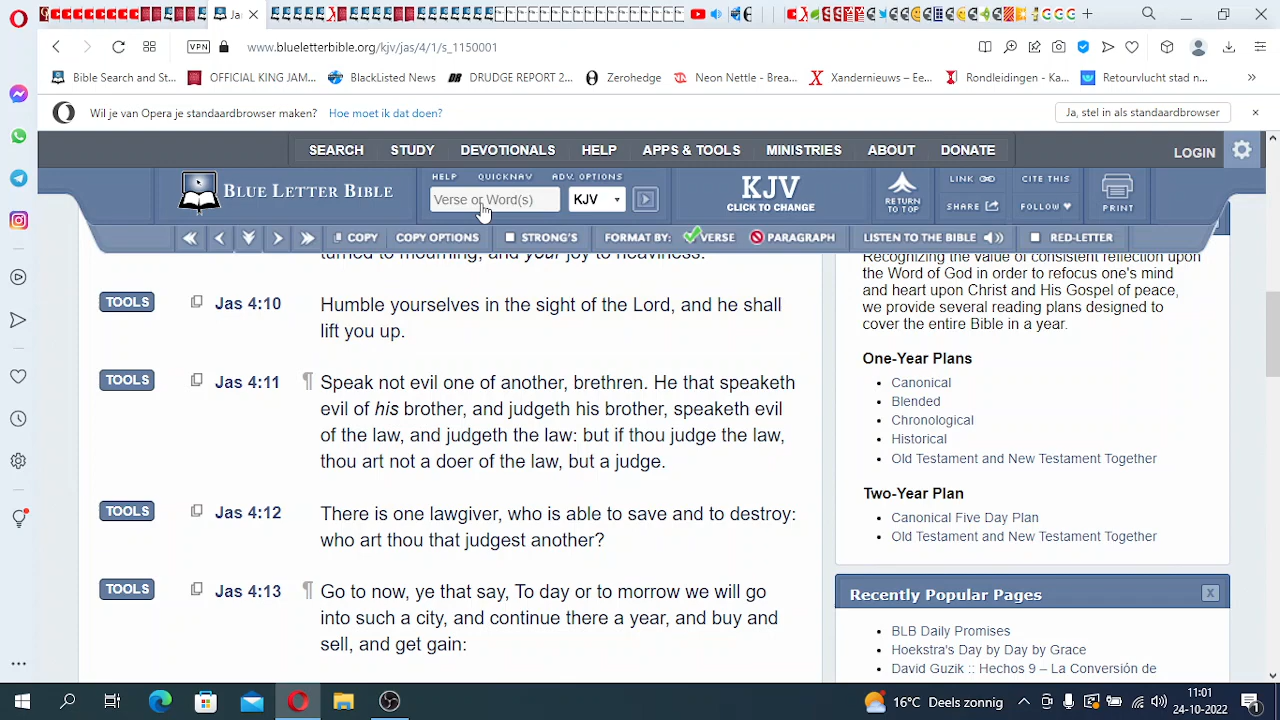 Ja
VPN
www.blueletterbible.org/kjv/jas/4/1/s_1150001
Bible Search and St...
OFFICIAL KING JAM...
BlackListed News
DRUDGE REPORT 2...
Zerohedge
Neon Nettle - Brea...
Xandernieuws – Ee...
Rondleidingen - Ka...
Retourvlucht stad n...
Wil je van Opera je standaardbrowser maken? Hoe moet ik dat doen?
Ja, stel in als standaardbrowser
SEARCH STUDY DEVOTIONALS HELP APPS & TOOLS MINISTRIES ABOUT DONATE
LOGIN
BLUE LETTER BIBLE
HELP QUICKNAV ADV. OPTIONS
Verse or Word(s)
KJV
KJV
CLICK TO CHANGE
RETURN
TO TOP
LINK
CITE THIS
SHARE
FOLLOW
PRINT
COPY COPY OPTIONS STRONG'S FORMAT BY: VERSE PARAGRAPH LISTEN TO THE BIBLE RED-LETTER
turned to mourning, and your joy to heaviness.
TOOLS
Jas 4:10
Humble yourselves in the sight of the Lord, and he shall
lift you up.
TOOLS
Jas 4:11
¶ Speak not evil one of another, brethren. He that speaketh
evil of his brother, and judgeth his brother, speaketh evil
of the law, and judgeth the law: but if thou judge the law,
thou art not a doer of the law, but a judge.
TOOLS
Jas 4:12
There is one lawgiver, who is able to save and to destroy:
who art thou that judgest another?
TOOLS
Jas 4:13
¶ Go to now, ye that say, To day or to morrow we will go
into such a city, and continue there a year, and buy and
sell, and get gain:
Recognizing the value of consistent reflection upon
the Word of God in order to refocus one's mind
and heart upon Christ and His Gospel of peace,
we provide several reading plans designed to
cover the entire Bible in a year.
One-Year Plans
Canonical
Blended
Chronological
Historical
Old Testament and New Testament Together
Two-Year Plan
Canonical Five Day Plan
Old Testament and New Testament Together
Recently Popular Pages
BLB Daily Promises
Hoekstra's Day by Day by Grace
David Guzik :: Hechos 9 – La Conversión de
16°C Deels zonnig
11:01
24-10-2022
1